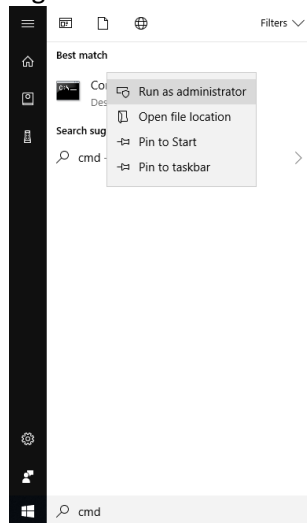 Filters
Best match
Co
Des
Run as administrator
Open file location
Pin to Start
Pin to taskbar
Search sug
cmd -
cmd